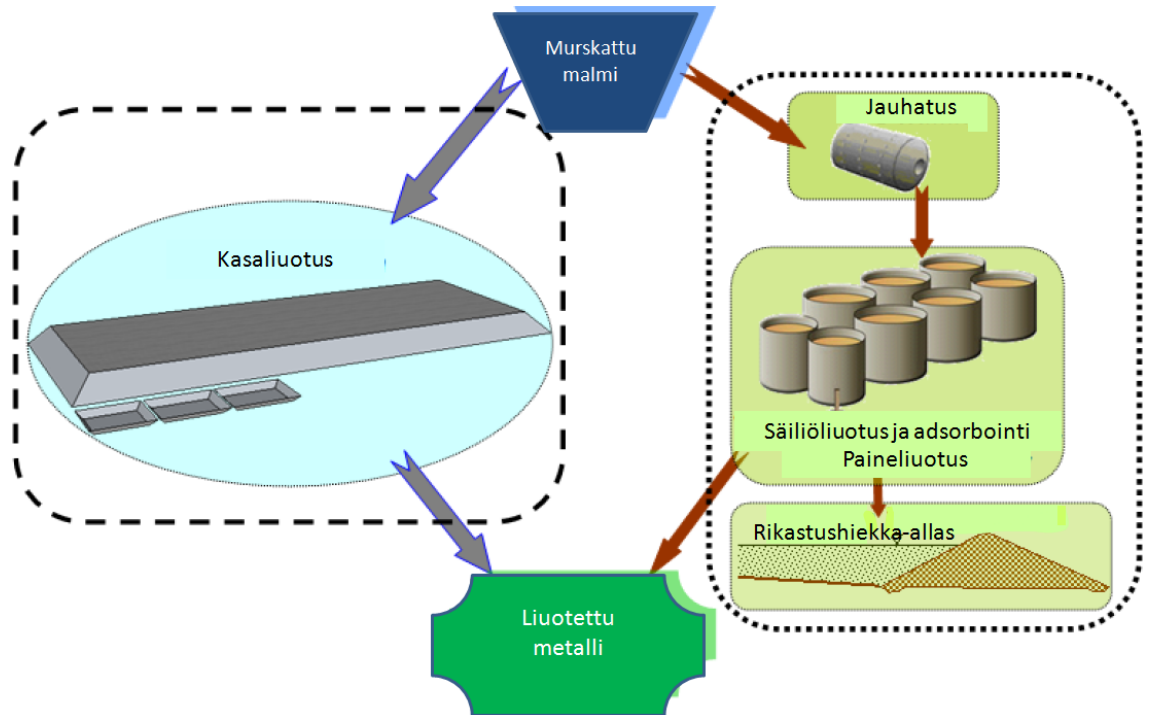 Murskattu
malmi
Jauhatus
Kasaliuotus
Säiliöliuotus ja adsorbointi
Paineliuotus
Rikastushiekka-allas
Liuotettu
metalli